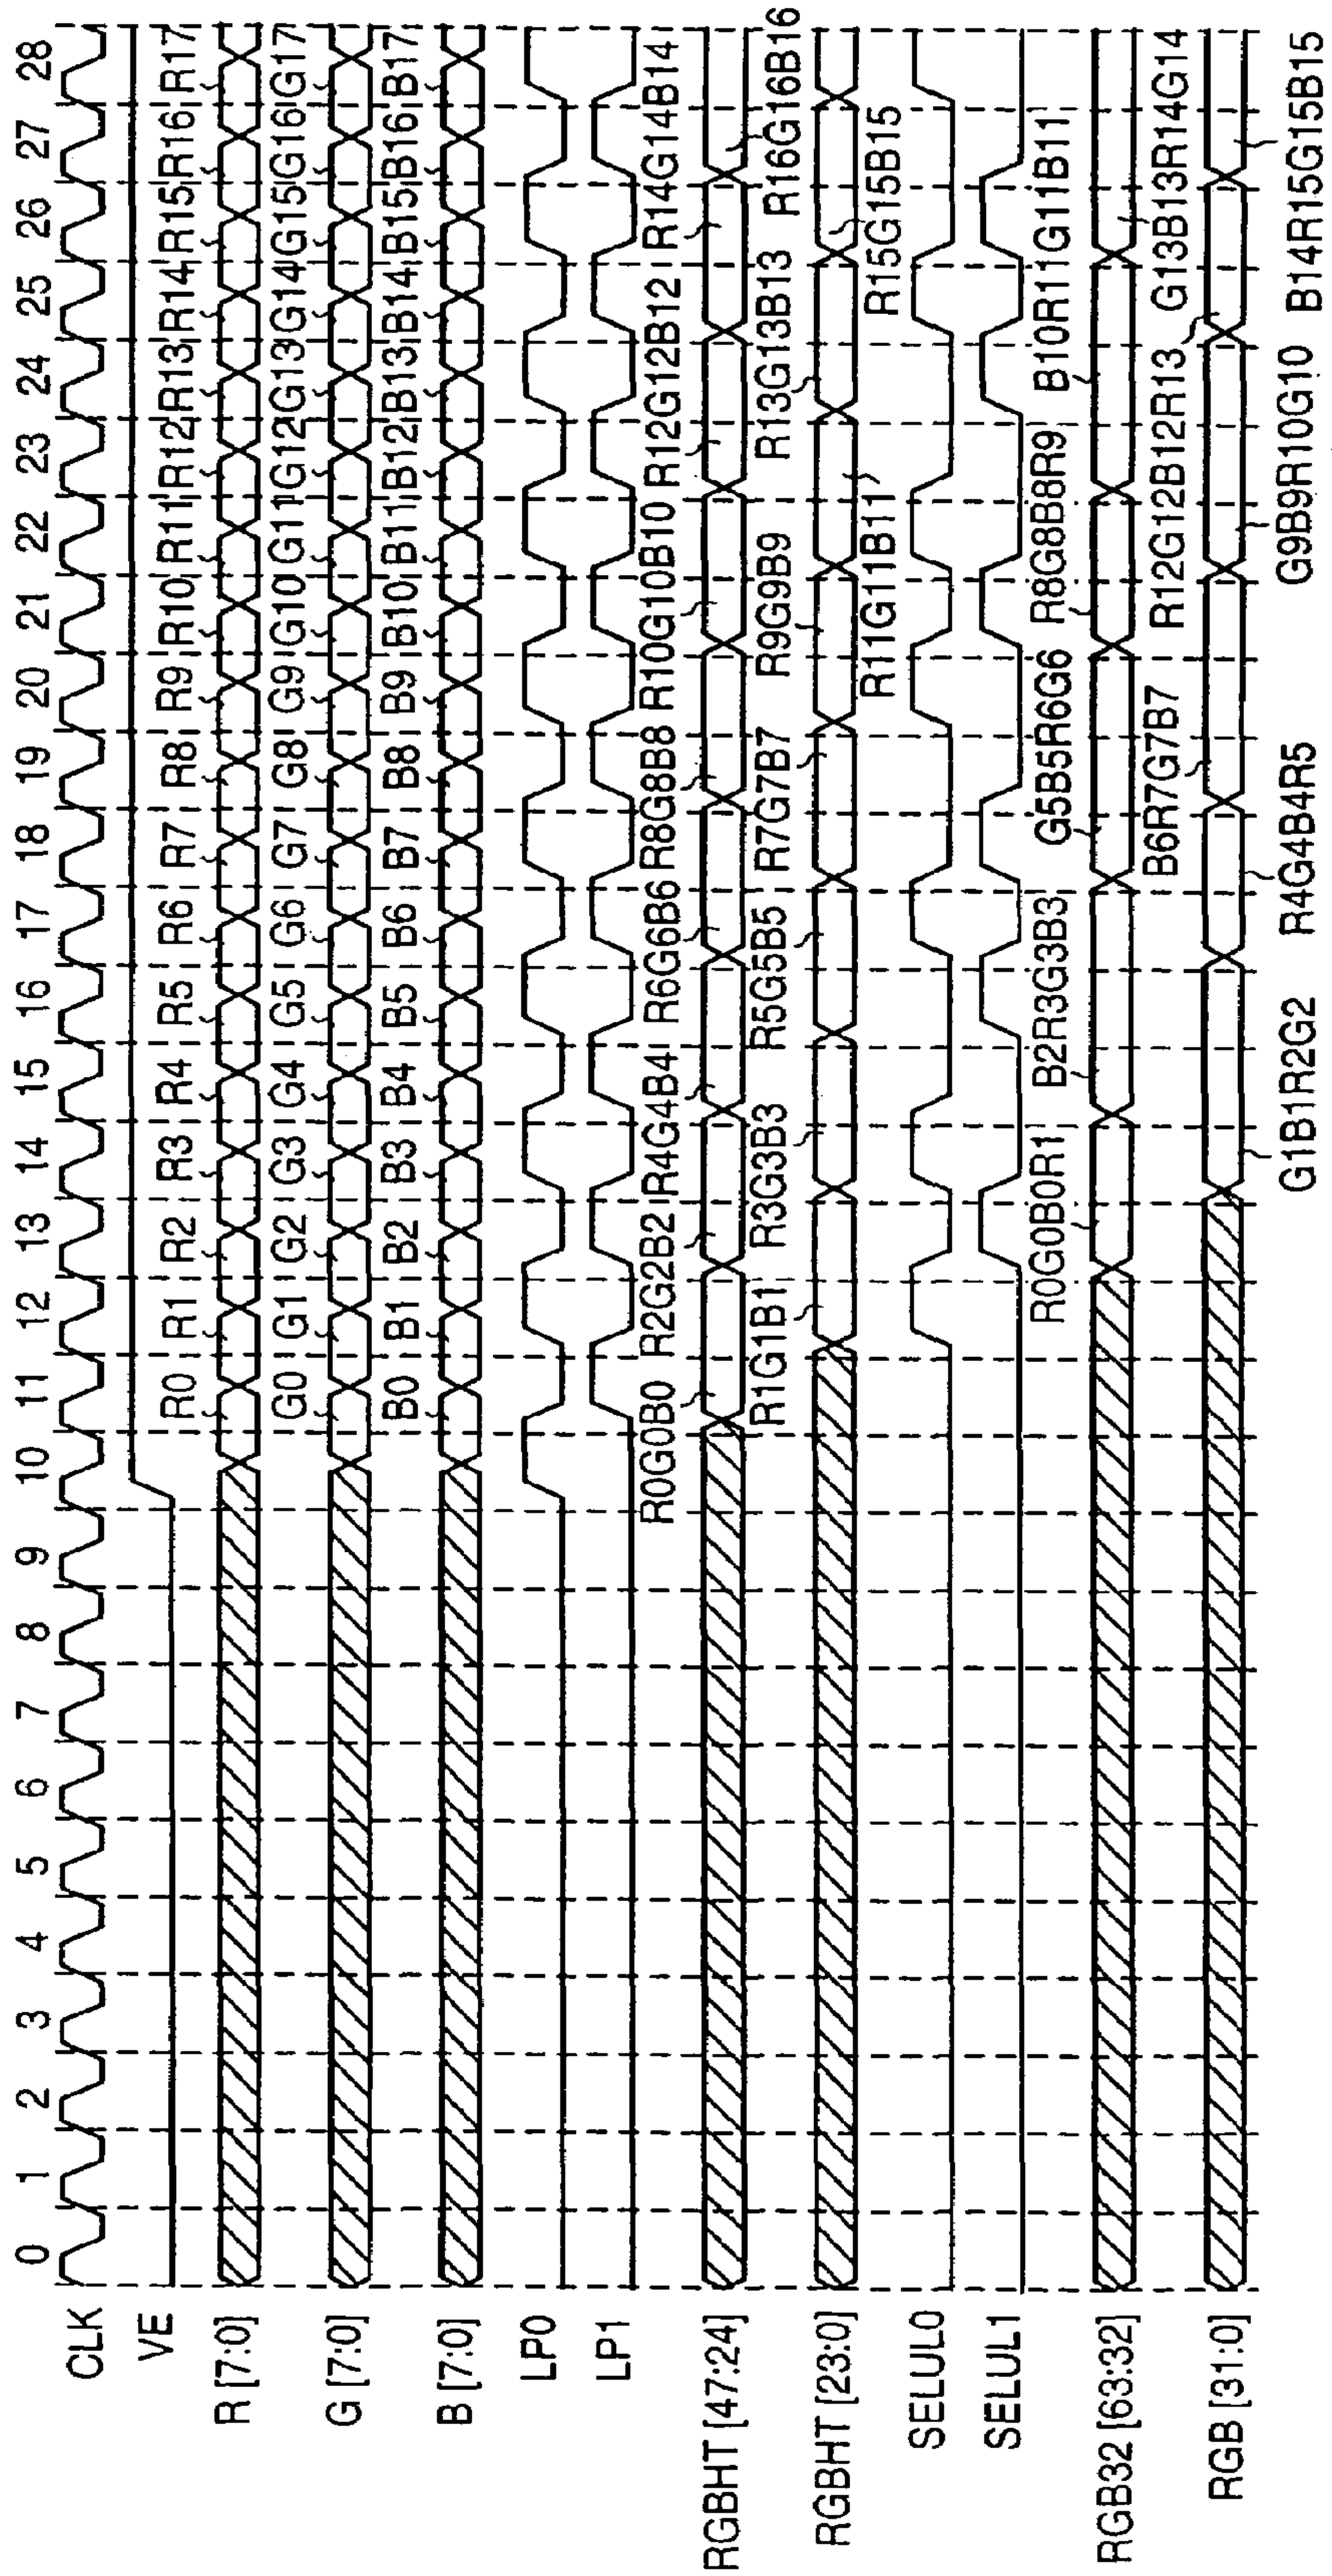 0 1 2 3 4 5 6 7 8 9 10 11 12 13 14 15 16 17 18 19 20 21 22 23 24 25 26 27 28
CLK
VE
R0 R1 R2 R3 R4 R5 R6 R7 R8 R9 R10 R11 R12 R13 R14 R15 R16 R17
R [7:0]
G0 G1 G2 G3 G4 G5 G6 G7 G8 G9 G10 G11 G12 G13 G14 G15 G16 G17
G [7:0]
B0 B1 B2 B3 B4 B5 B6 B7 B8 B9 B10 B11 B12 B13 B14 B15 B16 B17
B [7:0]
LP0
LP1
R0G0B0 R2G2B2 R4G4B4 R6G6B6 R8G8B8 R10G10B10 R12G12B12 R14G14B14
RGBHT [47:24]
R16G16B16
R1G1B1 R3G3B3 R5G5B5 R7G7B7 R9G9B9 R13G13B13
RGBHT [23:0]
R11G11B11 R15G15B15
SELUL0
SELUL1
R0G0B0R1 B2R3G3B3 G5B5R6G6 R8G8B8R9 B10R11G11B11
RGB32 [63:32]
R12G12B12R13 G13B13R14G14
B6R7G7B7
RGB [31:0]
G1B1R2G2 R4G4B4R5 G9B9R10G10 B14R15G15B15